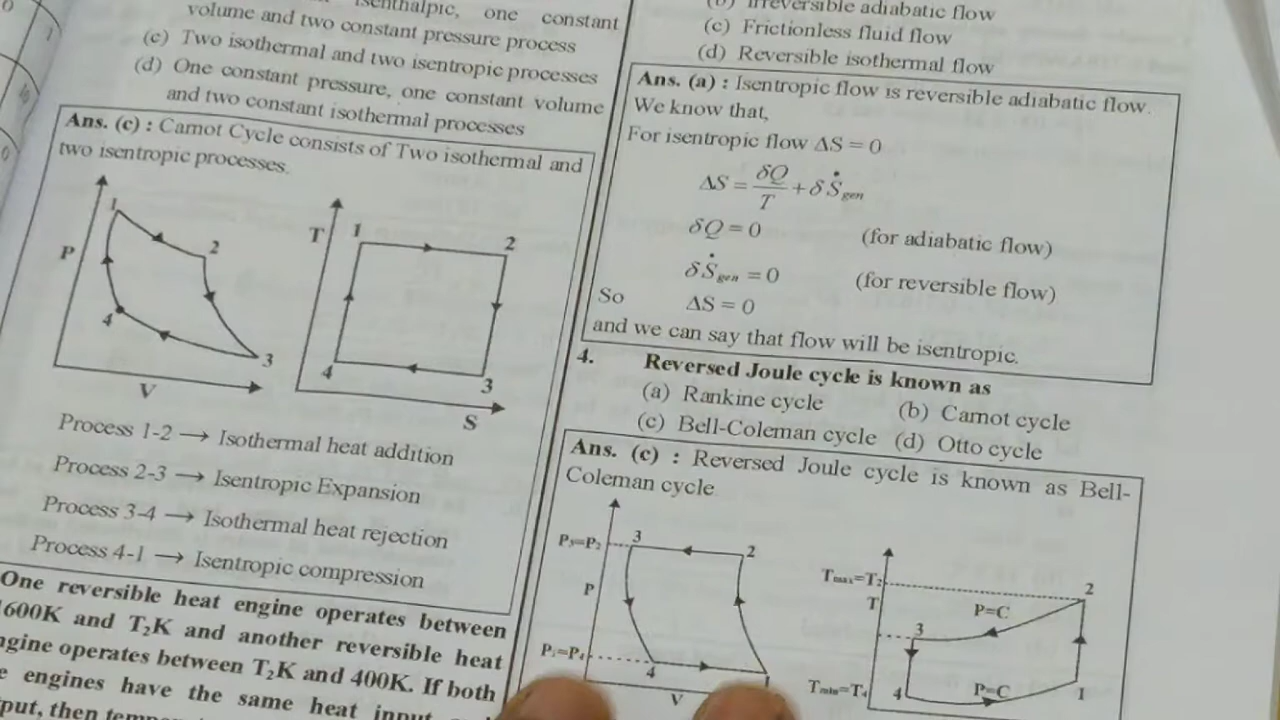 isenthalpic, one constant
volume and two constant pressure process
(c) Two isothermal and two isentropic processes
(d) One constant pressure, one constant volume
and two constant isothermal processes
Ans. (c) : Carnot Cycle consists of Two isothermal and
two isentropic processes.
P
1
2
3
4
V
T
1
2
3
4
S
Process 1-2 → Isothermal heat addition
Process 2-3 → Isentropic Expansion
Process 3-4 → Isothermal heat rejection
Process 4-1 → Isentropic compression
One reversible heat engine operates between
600K and T₂K and another reversible heat
engine operates between T₂K and 400K. If both
engines have the same heat input
put, then
(b) Irreversible adiabatic flow
(c) Frictionless fluid flow
(d) Reversible isothermal flow
Ans. (a) : Isentropic flow is reversible adiabatic flow.
We know that,
For isentropic flow ΔS = 0
ΔS = δQ/T + δṠgen
δQ = 0 (for adiabatic flow)
δṠgen = 0 (for reversible flow)
So ΔS = 0
and we can say that flow will be isentropic.
4. Reversed Joule cycle is known as
(a) Rankine cycle (b) Carnot cycle
(c) Bell-Coleman cycle (d) Otto cycle
Ans. (c) : Reversed Joule cycle is known as Bell-
Coleman cycle
P₃=P₂
3
2
P
P₁=P₄
4
1
V
Tmax=T₂
2
T
P=C
3
Tmin=T₄
4
P=C
1